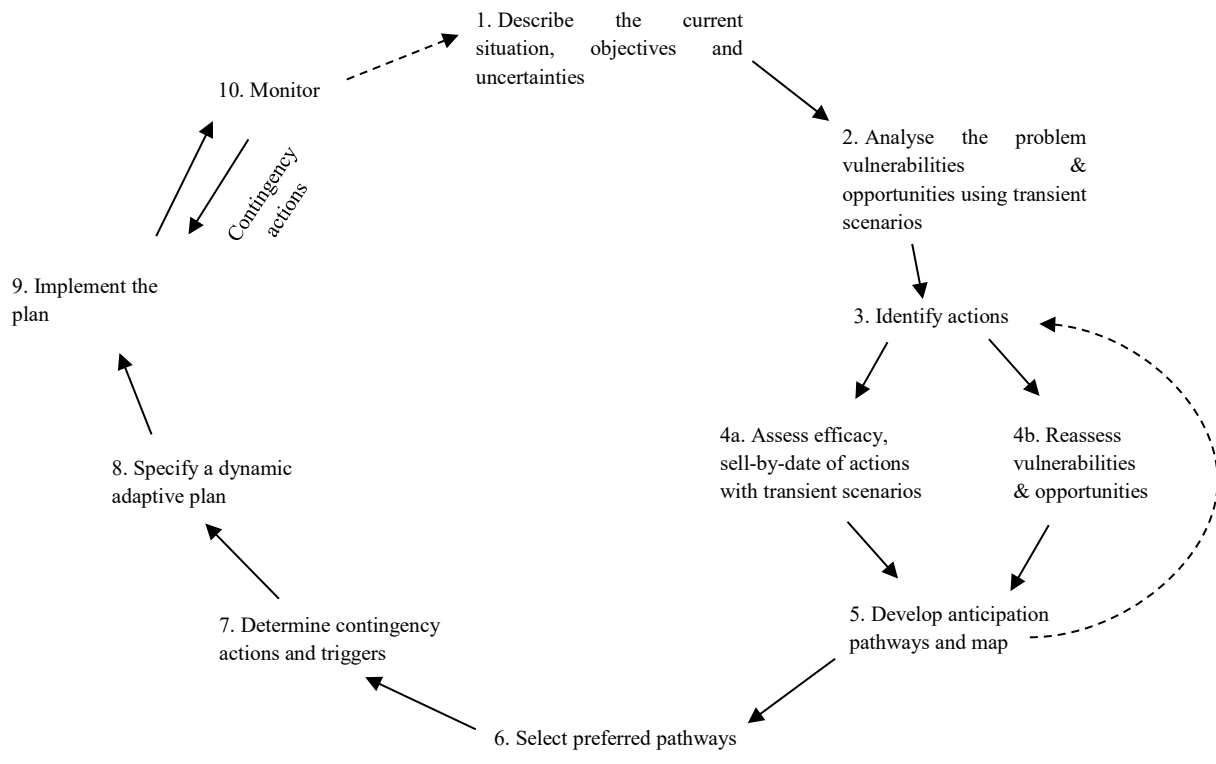 1. Describe the current
situation, objectives and
uncertainties
2. Analyse the problem
vulnerabilities &
opportunities using transient
scenarios
3. Identify actions
4a. Assess efficacy,
sell-by-date of actions
with transient scenarios
4b. Reassess
vulnerabilities
& opportunities
5. Develop anticipation
pathways and map
6. Select preferred pathways
7. Determine contingency
actions and triggers
8. Specify a dynamic
adaptive plan
9. Implement the
plan
10. Monitor
Contingency
actions